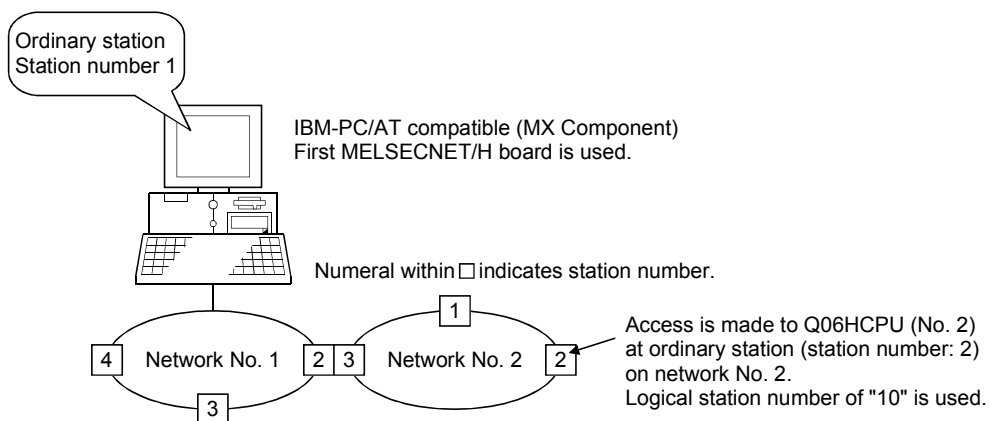 Ordinary station
Station number 1
IBM-PC/AT compatible (MX Component)
First MELSECNET/H board is used.
Numeral within □ indicates station number.
1
4 Network No. 1 2 3 Network No. 2 2
3
Access is made to Q06HCPU (No. 2)
at ordinary station (station number: 2)
on network No. 2.
Logical station number of "10" is used.